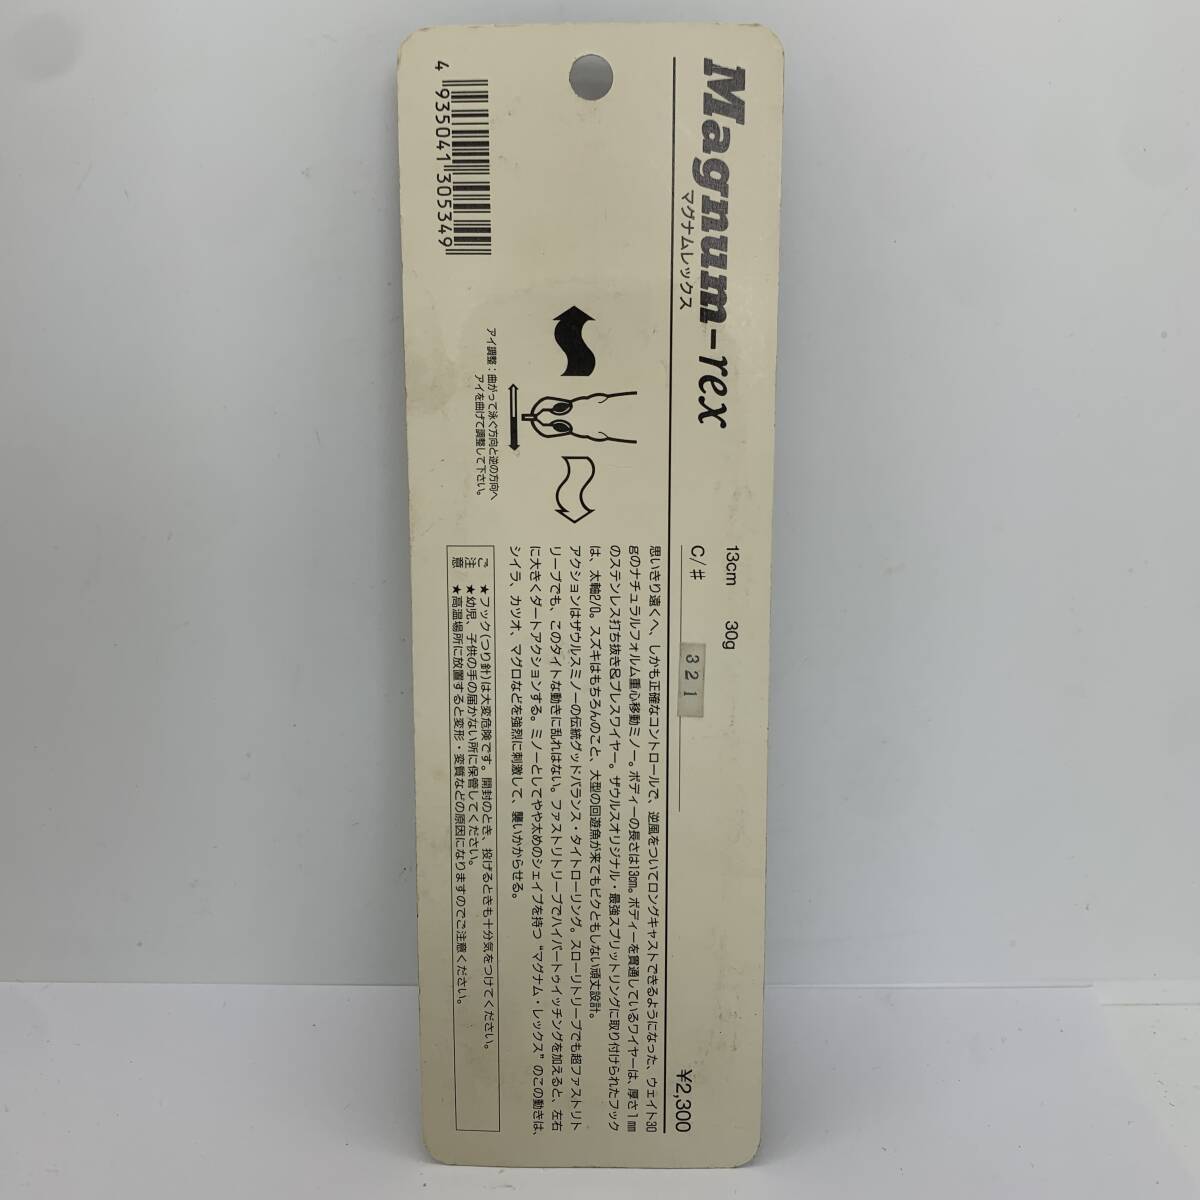 Magnum-rex
マグナムレックス
13cm 30g
C/# 321
¥2,300
思いきり遠くへ、しかも正確なコントロールで、逆風をついてロングキャストできるようになった、ウェイト30
gのナチュラルフォルム重心移動ミノー。ボディーの長さは13cm。ボディーを貫通しているワイヤーは、厚さ1mm
のステンレス打ち抜き&プレスワイヤー。ザウルスオリジナル・最強スプリットリングに取り付けられたフック
は、太軸2/0。スズキはもちろんのこと、大型の回遊魚が来てもビクともしない頑丈設計。
アクションはザウルスミノーの伝統グッドバランス・タイトローリング。スローリトリーブでも超ファストリト
リーブでも、このタイトな動きに乱れはない。ファストリトリーブでハイパートゥイッチングを加えると、左右
に大きくダートアクションする。ミノーとしてやや太めのシェイプを持つ“マグナム・レックス”のこの動きは、
シイラ、カツオ、マグロなどを強烈に刺激して、襲いかからせる。
アイ調整：曲がって泳ぐ方向と逆の方向へ
アイを曲げて調整して下さい。
ご注意
★フック(つり針)は大変危険です。開封のとき、投げるときも十分気をつけてください。
★幼児、子供の手の届かない所に保管してください。
★高温場所に放置すると変形・変質などの原因になりますのでご注意ください。
4 935041 305349